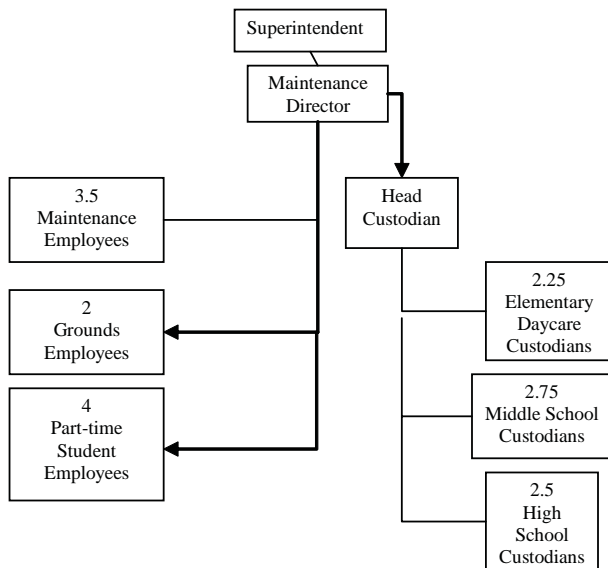 Superintendent
Maintenance
Director
3.5
Maintenance
Employees
Head
Custodian
2
Grounds
Employees
2.25
Elementary
Daycare
Custodians
4
Part-time
Student
Employees
2.75
Middle School
Custodians
2.5
High
School
Custodians